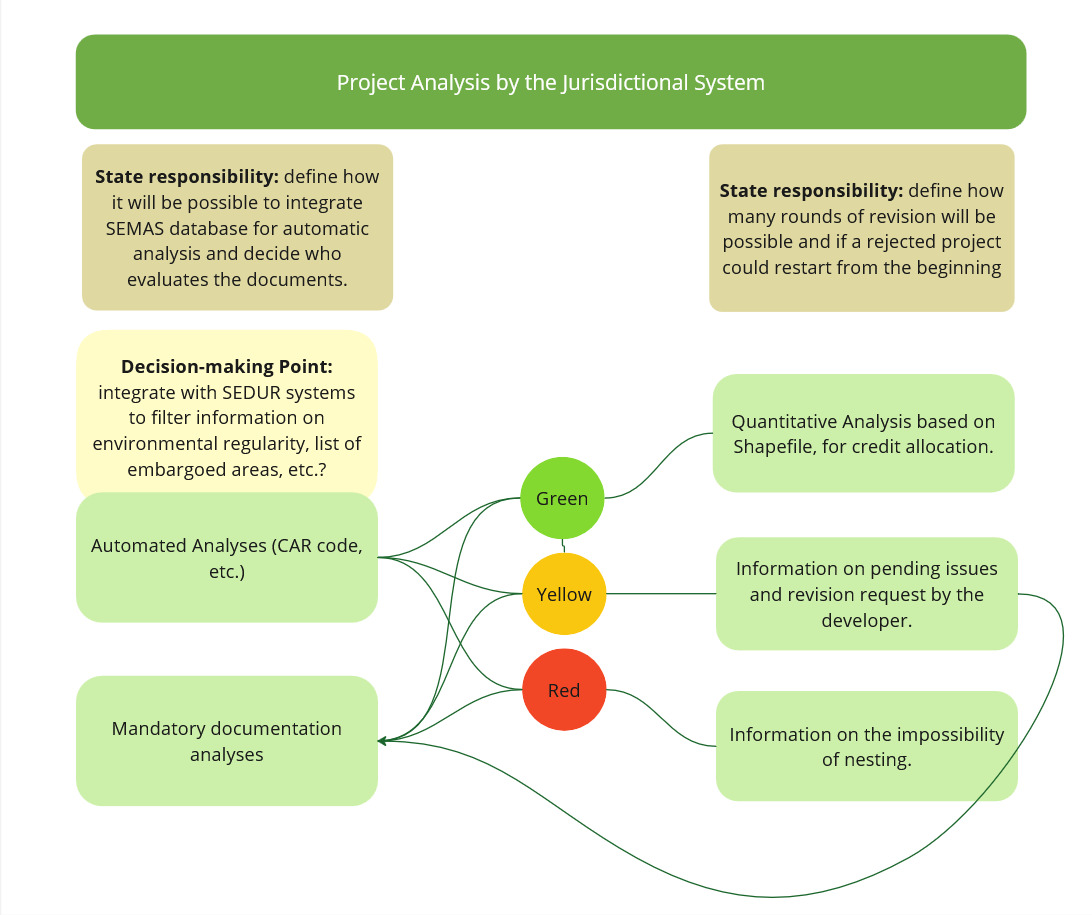 Project Analysis by the Jurisdictional System
State responsibility: define how
it will be possible to integrate
SEMAS database for automatic
analysis and decide who
evaluates the documents.
State responsibility: define how
many rounds of revision will be
possible and if a rejected project
could restart from the beginning
Decision-making Point:
integrate with SEDUR systems
to filter information on
environmental regularity, list of
embargoed areas, etc.?
Automated Analyses (CAR code,
etc.)
Mandatory documentation
analyses
Green
Yellow
Red
Quantitative Analysis based on
Shapefile, for credit allocation.
Information on pending issues
and revision request by the
developer.
Information on the impossibility
of nesting.